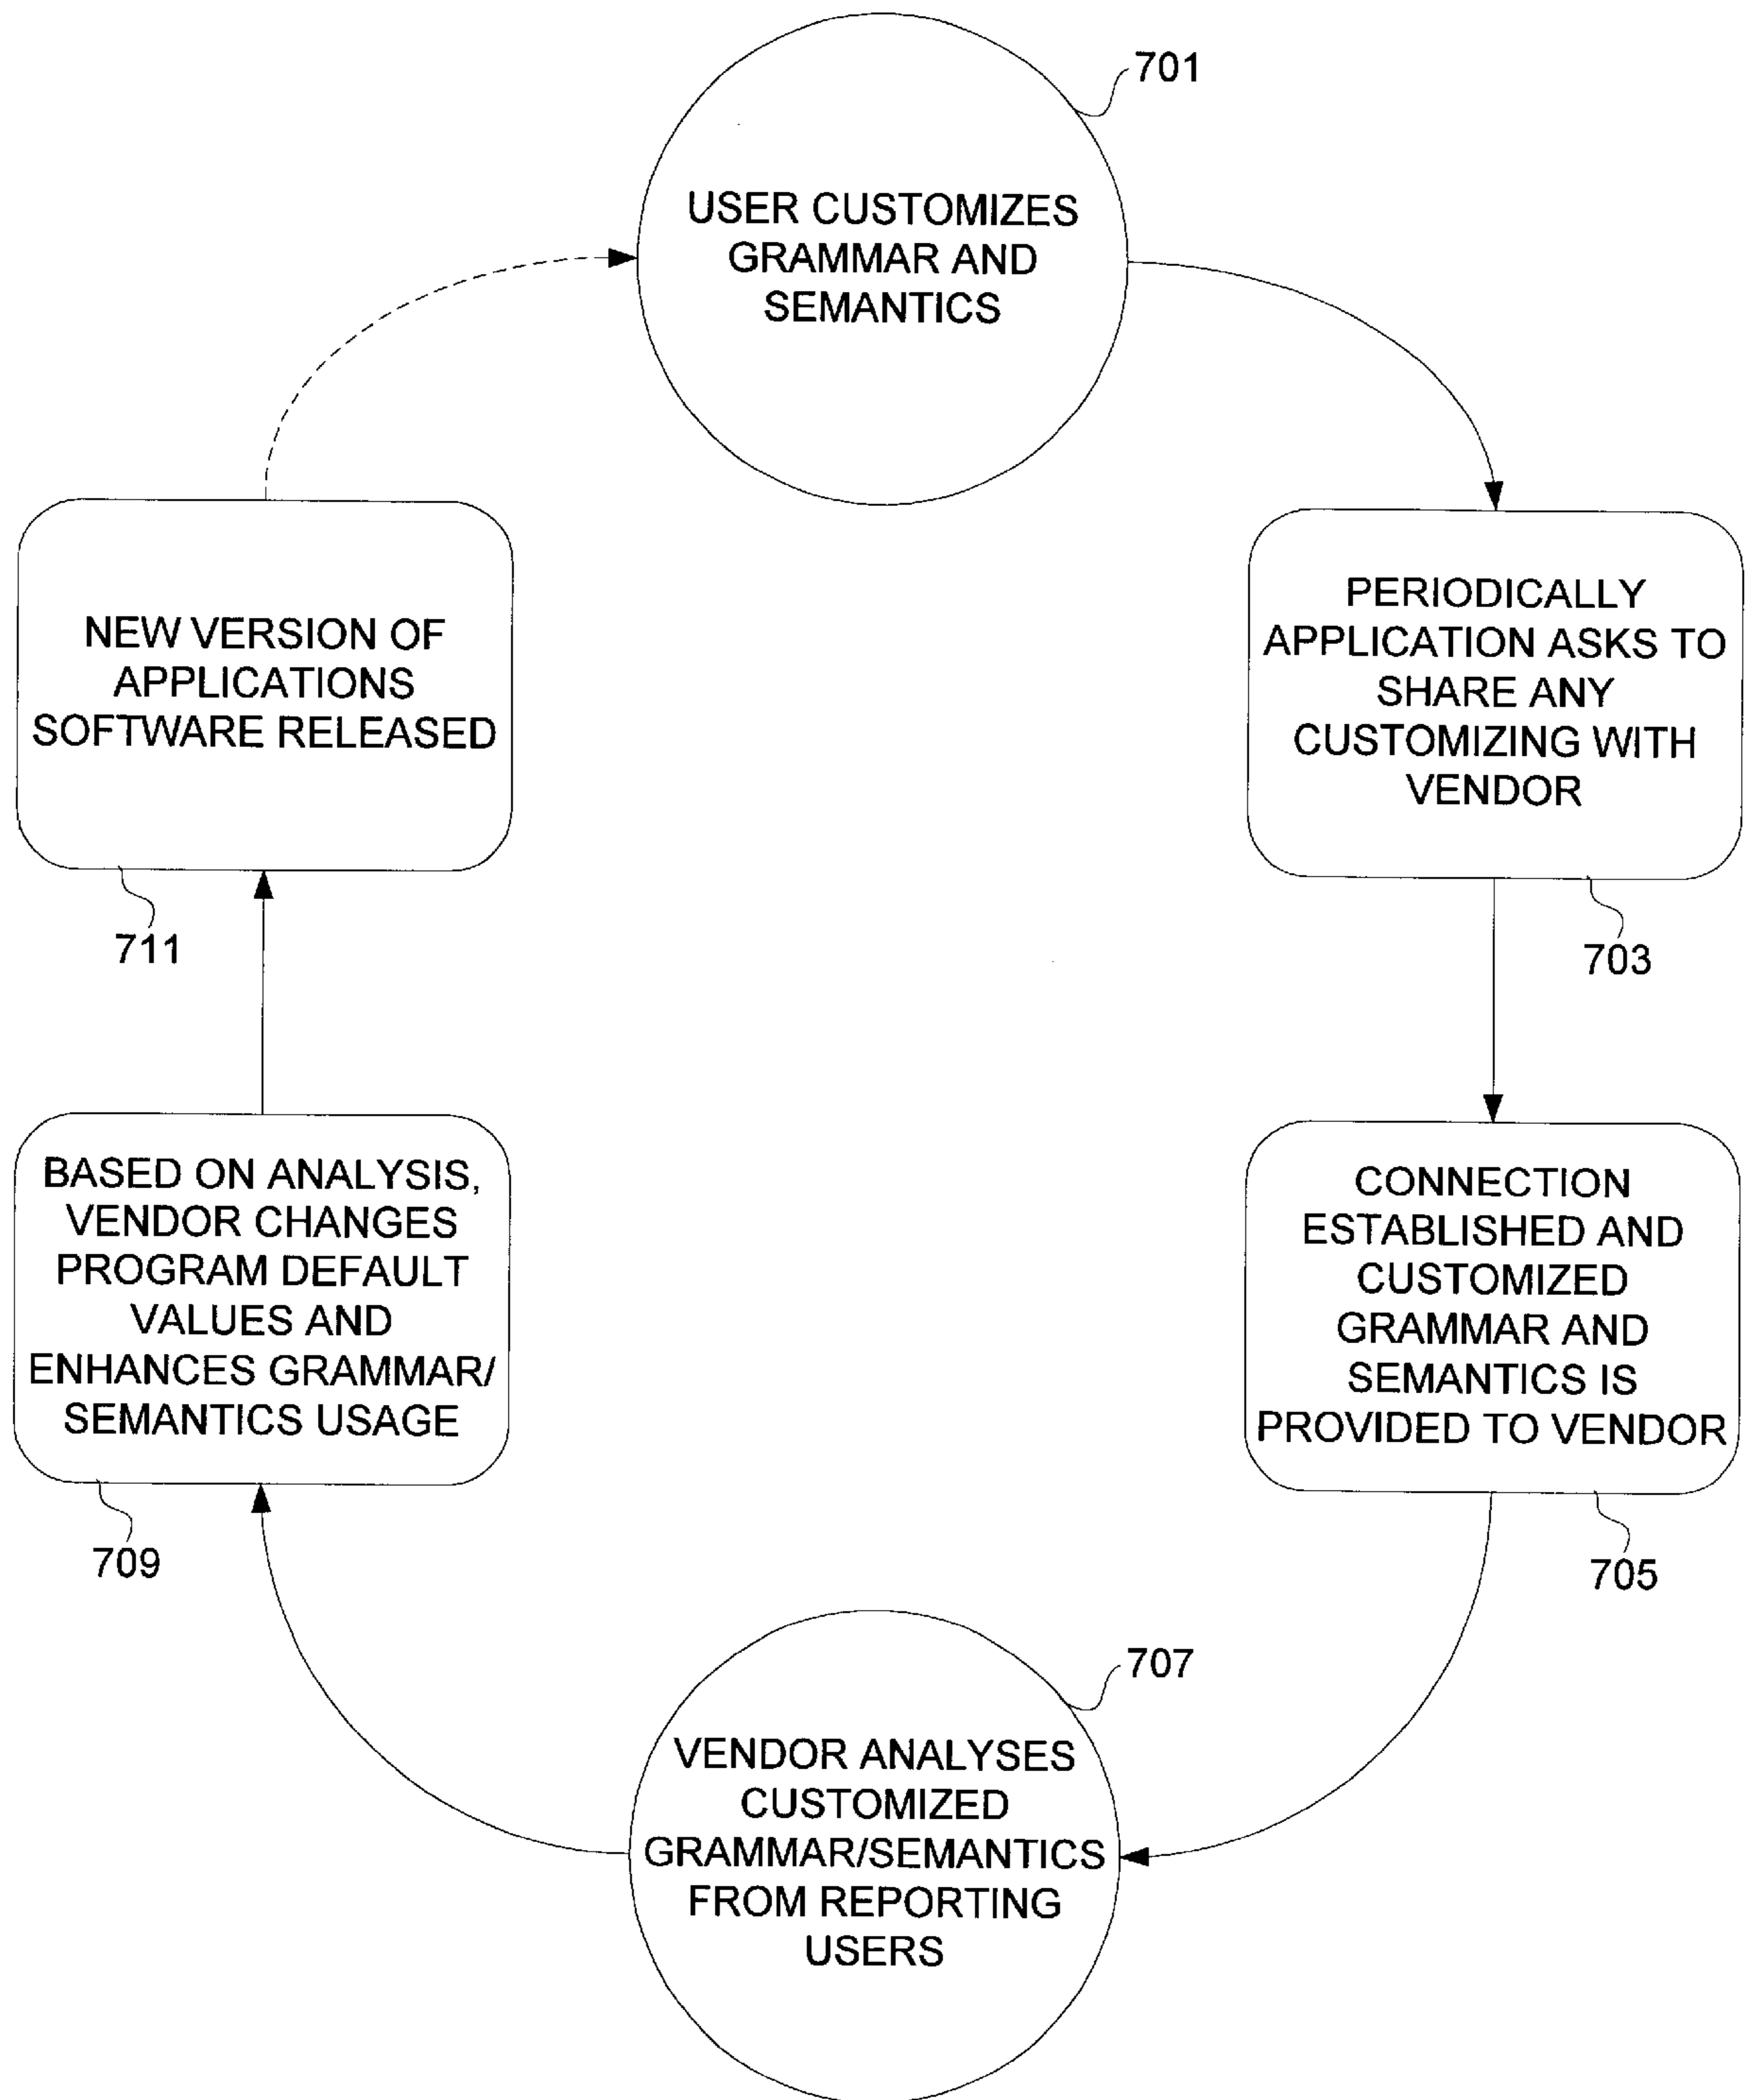 701
USER CUSTOMIZES
GRAMMAR AND
SEMANTICS
PERIODICALLY
APPLICATION ASKS TO
SHARE ANY
CUSTOMIZING WITH
VENDOR
703
CONNECTION
ESTABLISHED AND
CUSTOMIZED
GRAMMAR AND
SEMANTICS IS
PROVIDED TO VENDOR
705
707
VENDOR ANALYSES
CUSTOMIZED
GRAMMAR/SEMANTICS
FROM REPORTING
USERS
BASED ON ANALYSIS,
VENDOR CHANGES
PROGRAM DEFAULT
VALUES AND
ENHANCES GRAMMAR/
SEMANTICS USAGE
709
NEW VERSION OF
APPLICATIONS
SOFTWARE RELEASED
711